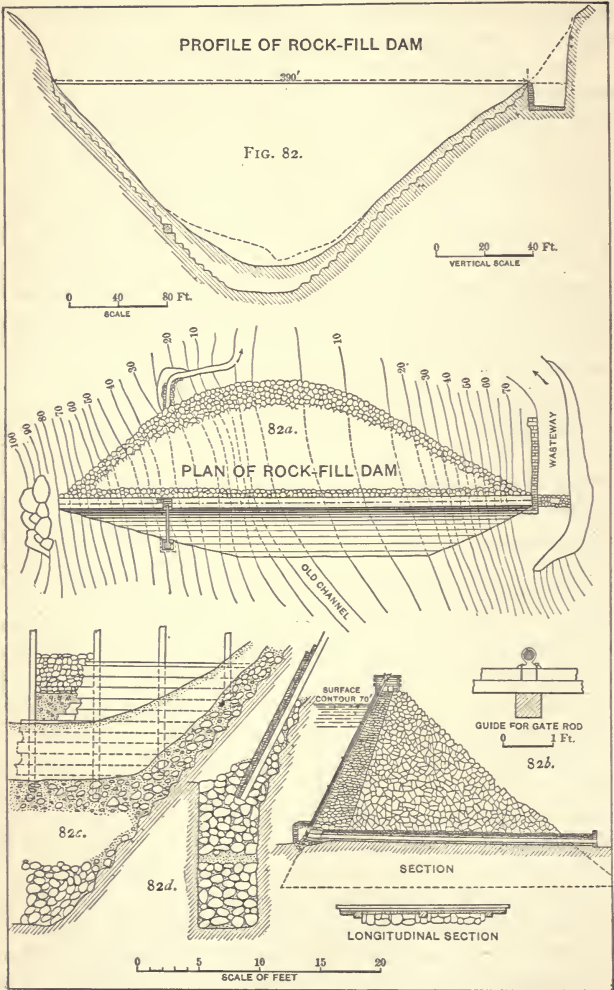 PROFILE OF ROCK-FILL DAM
390'
FIG. 82.
0 20 40 Ft.
VERTICAL SCALE
0 40 80 Ft.
SCALE
100
90
80
70
60
50
40
30
20
10
10
20
30
40
50
60
70
82a.
PLAN OF ROCK-FILL DAM
WASTEWAY
OLD CHANNEL
SURFACE
CONTOUR 70'
GUIDE FOR GATE ROD
0 1 Ft.
82b.
82c.
82d.
SECTION
LONGITUDINAL SECTION
0 5 10 15 20
SCALE OF FEET